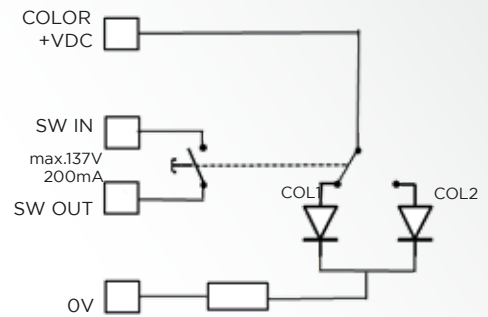 COLOR
+VDC
SW IN
max.137V
200mA
SW OUT
COL1
COL2
0V